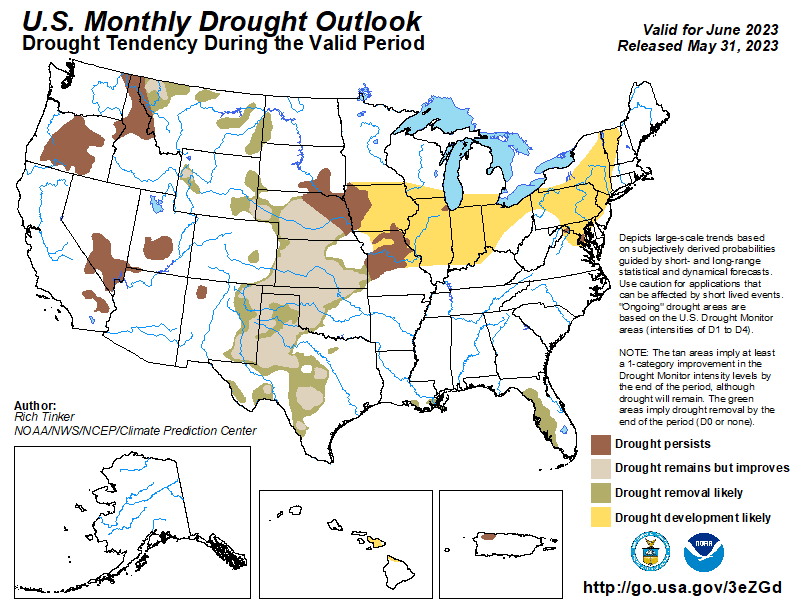 U.S. Monthly Drought Outlook
Drought Tendency During the Valid Period
Valid for June 2023
Released May 31, 2023
Depicts large-scale trends based
on subjectively derived probabilities
guided by short- and long-range
statistical and dynamical forecasts.
Use caution for applications that
can be affected by short lived events.
"Ongoing" drought areas are
based on the U.S. Drought Monitor
areas (intensities of D1 to D4).
NOTE: The tan areas imply at least
a 1-category improvement in the
Drought Monitor intensity levels by
the end of the period, although
drought will remain. The green
areas imply drought removal by the
end of the period (D0 or none).
Author:
Rich Tinker
NOAA/NWS/NCEP/Climate Prediction Center
Drought persists
Drought remains but improves
Drought removal likely
Drought development likely
NOAA
http://go.usa.gov/3eZGd